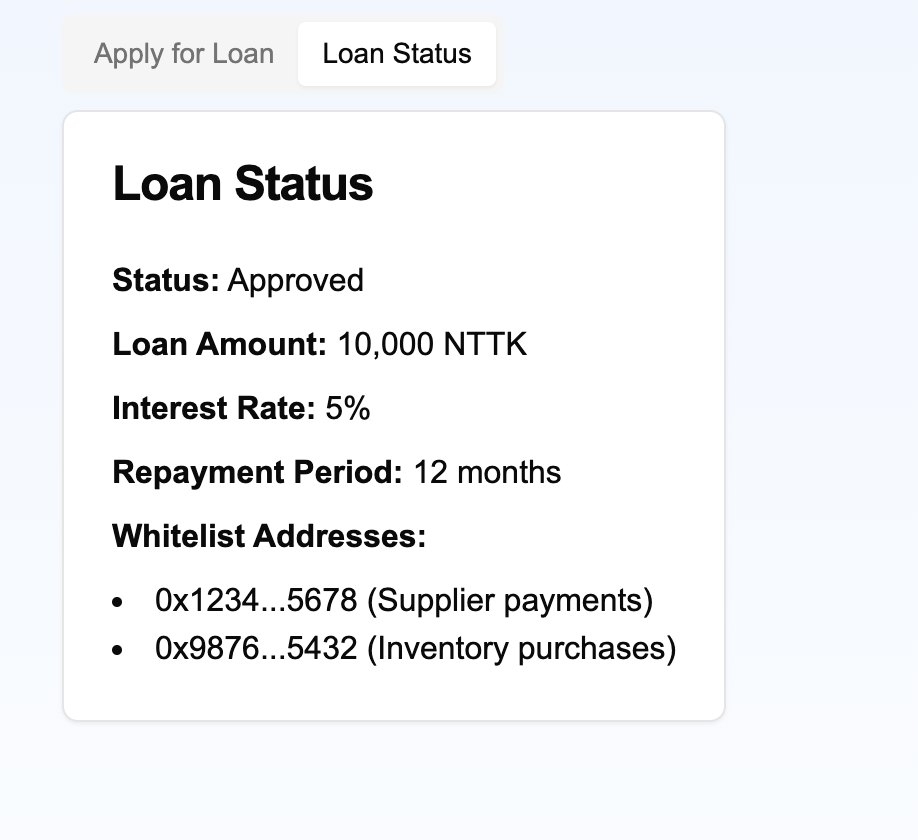 Apply for Loan
Loan Status
Loan Status
Status: Approved
Loan Amount: 10,000 NTTK
Interest Rate: 5%
Repayment Period: 12 months
Whitelist Addresses:
• 0x1234...5678 (Supplier payments)
• 0x9876...5432 (Inventory purchases)